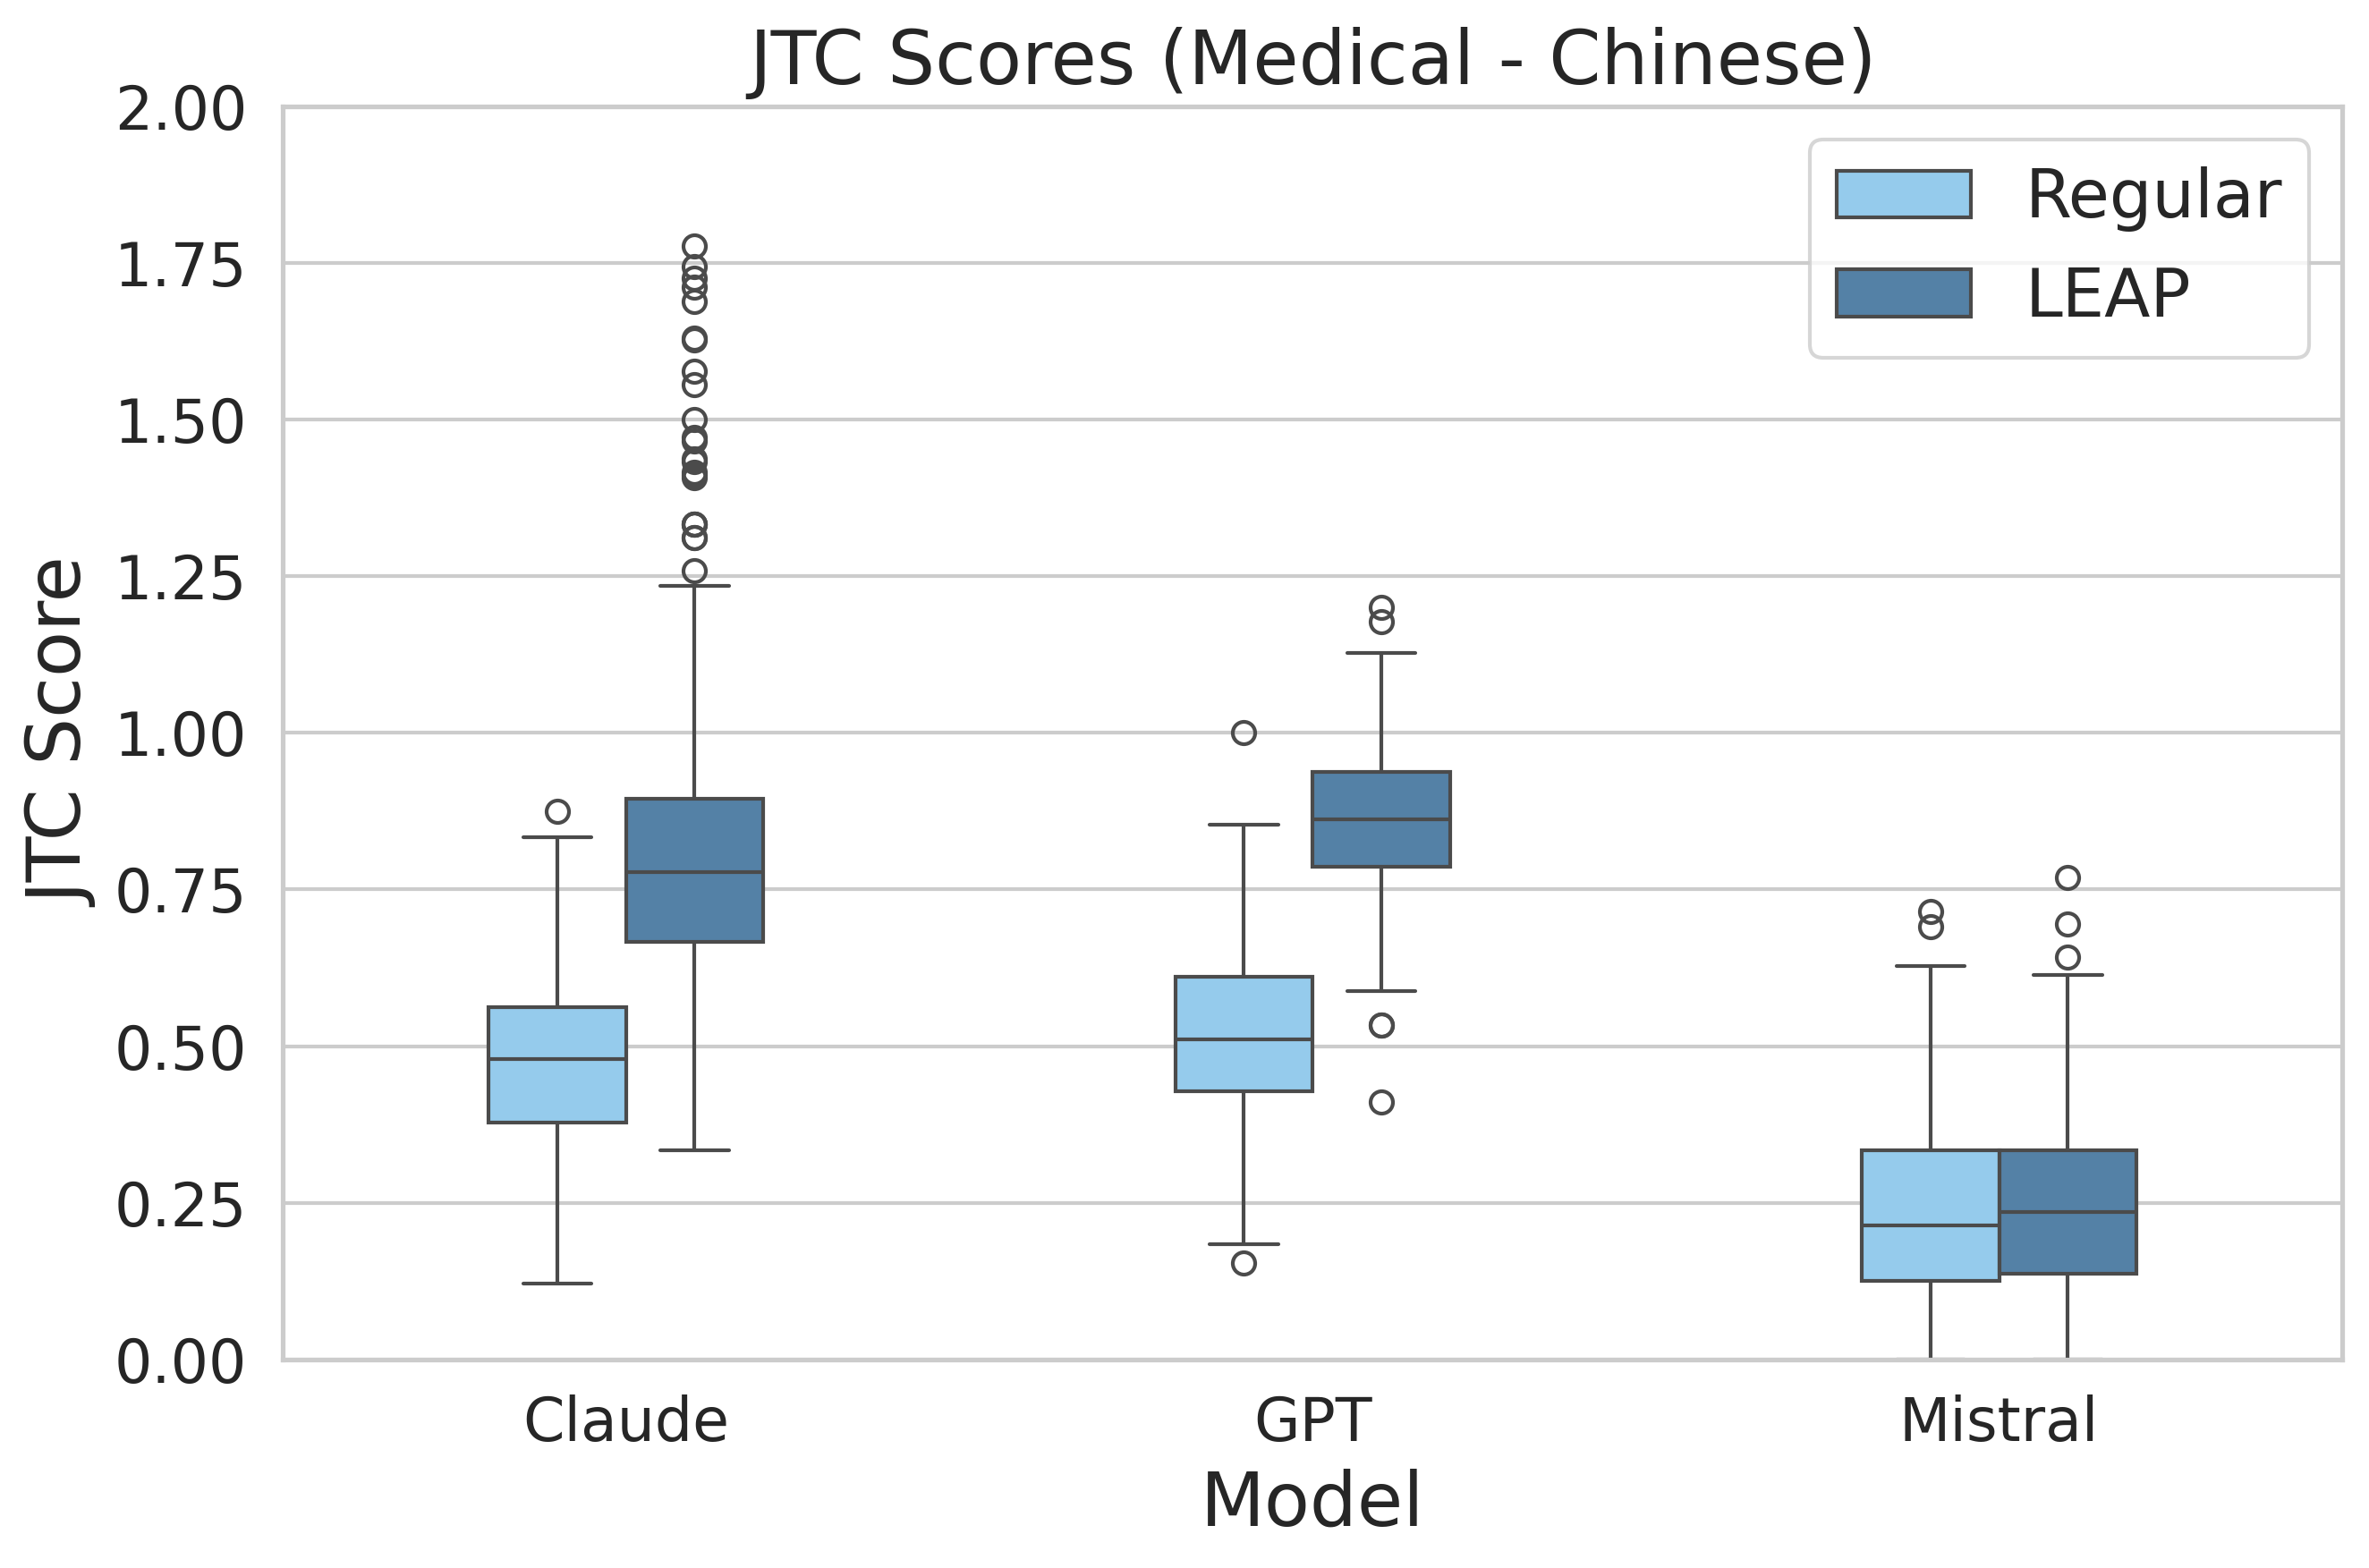 JTC Scores (Medical - Chinese)
Regular
LEAP
JTC Score
2.00
1.75
1.50
1.25
1.00
0.75
0.50
0.25
0.00
Claude
GPT
Mistral
Model